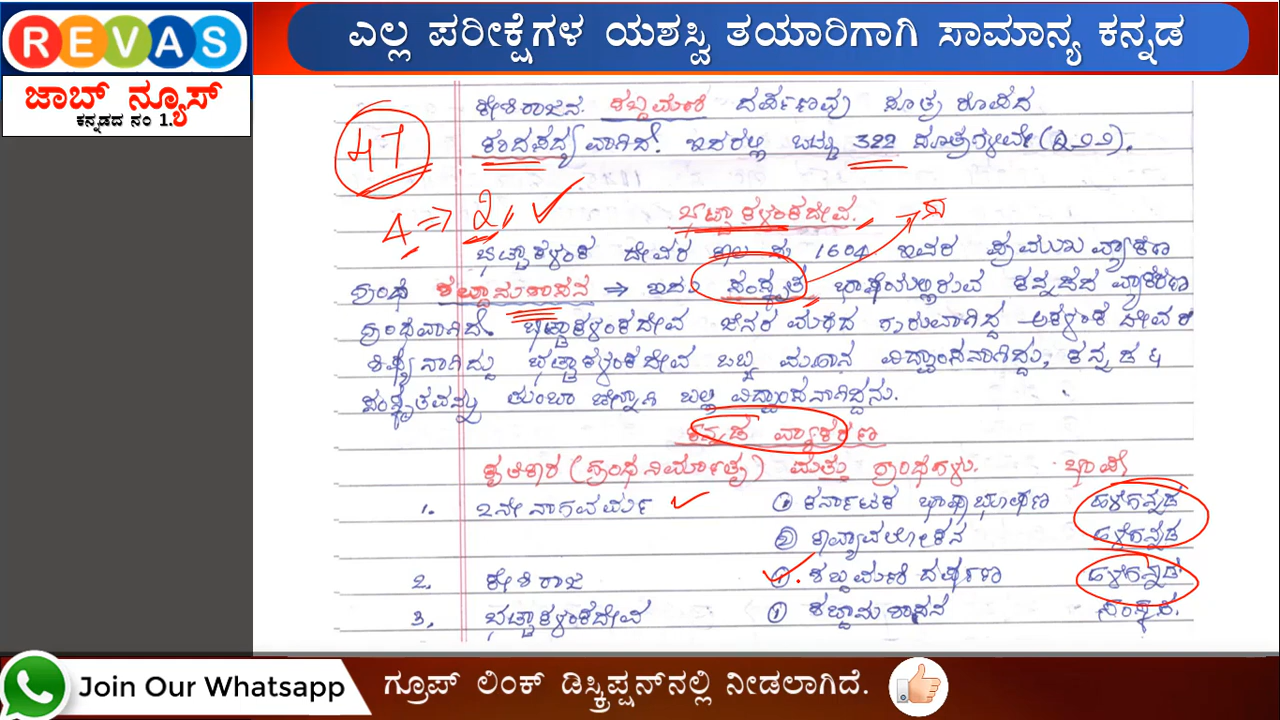 REVAS
ಜಾಬ್ ನ್ಯೂಸ್
ಕನ್ನಡದ ನಂ 1.
ಎಲ್ಲ ಪರೀಕ್ಷೆಗಳ ಯಶಸ್ವಿ ತಯಾರಿಗಾಗಿ ಸಾಮಾನ್ಯ ಕನ್ನಡ
47
4 => 2,
ಕೇಶಿರಾಜನ ಶಬ್ದಮಣಿ ದರ್ಪಣವು ಸೂತ್ರ ರೂಪದ
ಕಂದಪದ್ಯವಾಗಿದೆ. ಇದರಲ್ಲಿ ಒಟ್ಟು 322 ಸೂತ್ರಗಳಿವೇ (೩೨೨).
ಭಟ್ಟಾಕಳಂಕದೇವ.
ಭಟ್ಟಾಕಳಂಕ ದೇವರ ಕಾಲ ಕ್ರಿ 1604 ಇವರ ಪ್ರಮುಖ ವ್ಯಾಕರಣ
ಗ್ರಂಥ ಶಬ್ದಾನುಶಾಸನ ⇒ ಇದು ಸಂಸ್ಕೃತ ಭಾಷೆಯಲ್ಲಿರುವ ಕನ್ನಡದ ವ್ಯಾಕರಣ
ಗ್ರಂಥವಾಗಿದೆ. ಭಟ್ಟಾಕಳಂಕದೇವ ಜೈನರ ಮಠದ ಗುರುವಾಗಿದ್ದ ಅಕಳಂಕ ದೇವರ
ಶಿಷ್ಯನಾಗಿದ್ದು ಭಟ್ಟಾಕಳಂಕದೇವ ಒಬ್ಬ ಮಹಾನ ವಿದ್ವಾಂಸನಾಗಿದ್ದು, ಕನ್ನಡ &
ಸಂಸ್ಕೃತವನ್ನು ತುಂಬಾ ಚೆನ್ನಾಗಿ ಬಲ್ಲ ವಿದ್ವಾಂಸನಾಗಿದ್ದನು.
ಕನ್ನಡ ವ್ಯಾಕರಣ
ಕೃತಿಕಾರ (ಗ್ರಂಥ ನಿರ್ಮಾತೃ) ಮತ್ತು ಗ್ರಂಥಗಳು. ಭಾಷೆ
1. ೨ನೇ ನಾಗವರ್ಮ ① ಕರ್ನಾಟಕ ಭಾಷಾಭೂಷಣ ಹಳೆಗನ್ನಡ
② ಕಾವ್ಯಾವಲೋಕನ ಹಳೆಗನ್ನಡ
2. ಕೇಶಿರಾಜ ①. ಶಬ್ದಮಣಿ ದರ್ಪಣ ಹಳೆಗನ್ನಡ
3. ಭಟ್ಟಾಕಳಂಕದೇವ ① ಶಬ್ದಾನುಶಾಸನ ಸಂಸ್ಕೃತ.
Join Our Whatsapp
ಗ್ರೂಪ್ ಲಿಂಕ್ ಡಿಸ್ಕ್ರಿಪ್ಷನ್‌ನಲ್ಲಿ ನೀಡಲಾಗಿದೆ.